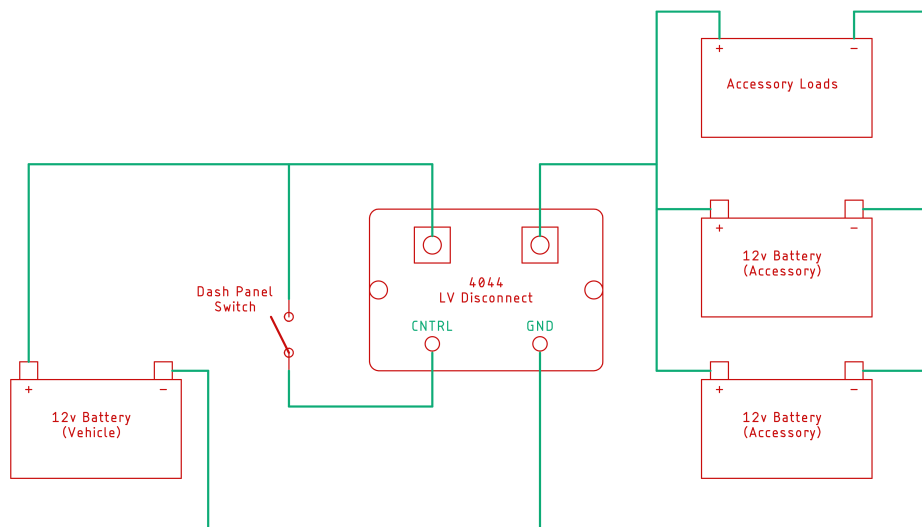 + −
Accessory Loads
+ −
12v Battery
(Accessory)
4044
LV Disconnect
Dash Panel
Switch
CNTRL GND
+ −
12v Battery
(Vehicle)
+ −
12v Battery
(Accessory)